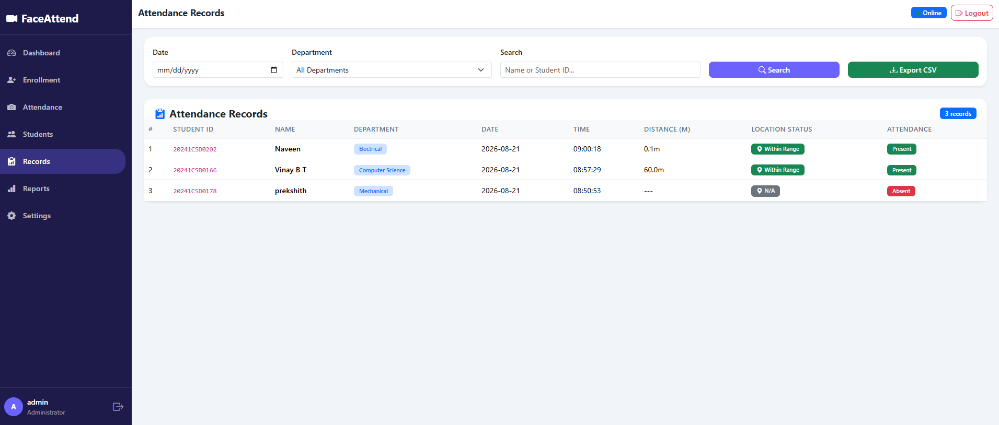 FaceAttend
Dashboard
Enrollment
Attendance
Students
Records
Reports
Settings
A
admin
Administrator
Attendance Records
Online
Logout
Date
Department
Search
mm/dd/yyyy
All Departments
Name or Student ID...
Search
Export CSV
Attendance Records
3 records
# STUDENT ID NAME DEPARTMENT DATE TIME DISTANCE (M) LOCATION STATUS ATTENDANCE
1 20241CSD0202 Naveen Electrical 2026-08-21 09:00:18 0.1m Within Range Present
2 20241CSD0166 Vinay B T Computer Science 2026-08-21 08:57:29 60.0m Within Range Present
3 20241CSD0178 prekshith Mechanical 2026-08-21 08:50:53 --- N/A Absent